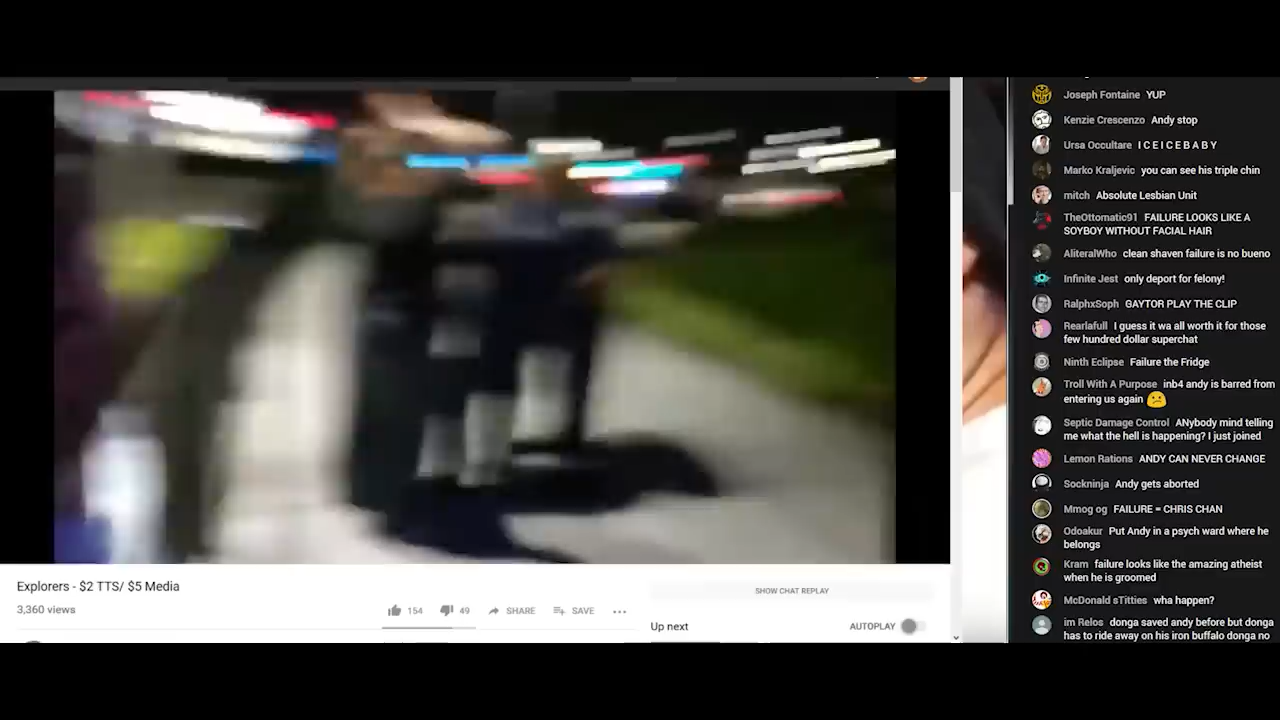 Joseph Fontaine YUP
Kenzie Crescenzo Andy stop
Ursa Occultare I C E I C E B A B Y
Marko Kraljevic you can see his triple chin
mitch Absolute Lesbian Unit
TheOttomatic91 FAILURE LOOKS LIKE A
SOYBOY WITHOUT FACIAL HAIR
AliteralWho clean shaven failure is no bueno
Infinite Jest only deport for felony!
RalphxSoph GAYTOR PLAY THE CLIP
Rearlafull I guess it wa all worth it for those
few hundred dollar superchat
Ninth Eclipse Failure the Fridge
Troll With A Purpose inb4 andy is barred from
entering us again
Septic Damage Control ANybody mind telling
me what the hell is happening? I just joined
Lemon Rations ANDY CAN NEVER CHANGE
Sockninja Andy gets aborted
Mmog og FAILURE = CHRIS CHAN
Odoakur Put Andy in a psych ward where he
belongs
Kram failure looks like the amazing atheist
when he is groomed
McDonald sTitties wha happen?
im Relos donga saved andy before but donga
has to ride away on his iron buffalo donga no
Explorers - $2 TTS/ $5 Media
3,360 views
154
49
SHARE
SAVE
SHOW CHAT REPLAY
Up next
AUTOPLAY